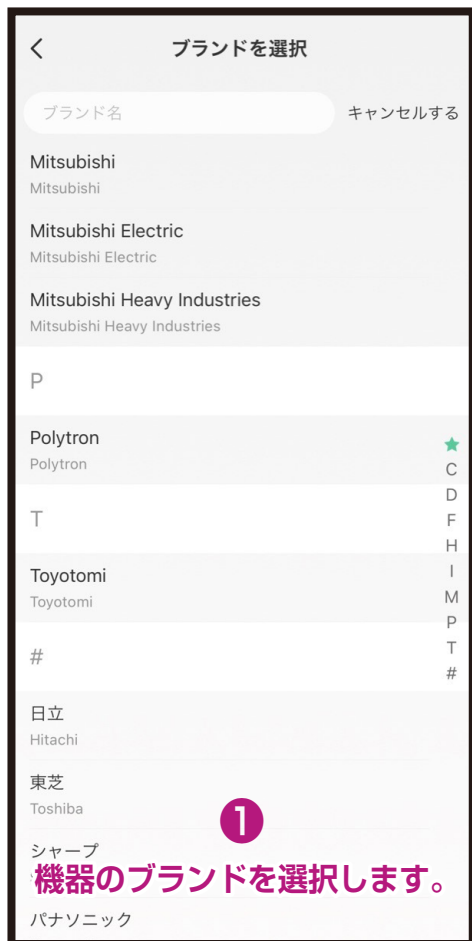 ブランドを選択
ブランド名
キャンセルする
Mitsubishi
Mitsubishi
Mitsubishi Electric
Mitsubishi Electric
Mitsubishi Heavy Industries
Mitsubishi Heavy Industries
P
Polytron
Polytron
T
Toyotomi
Toyotomi
#
日立
Hitachi
東芝
Toshiba
シャープ
パナソニック
C
D
F
H
I
M
P
T
#
❶
機器のブランドを選択します。